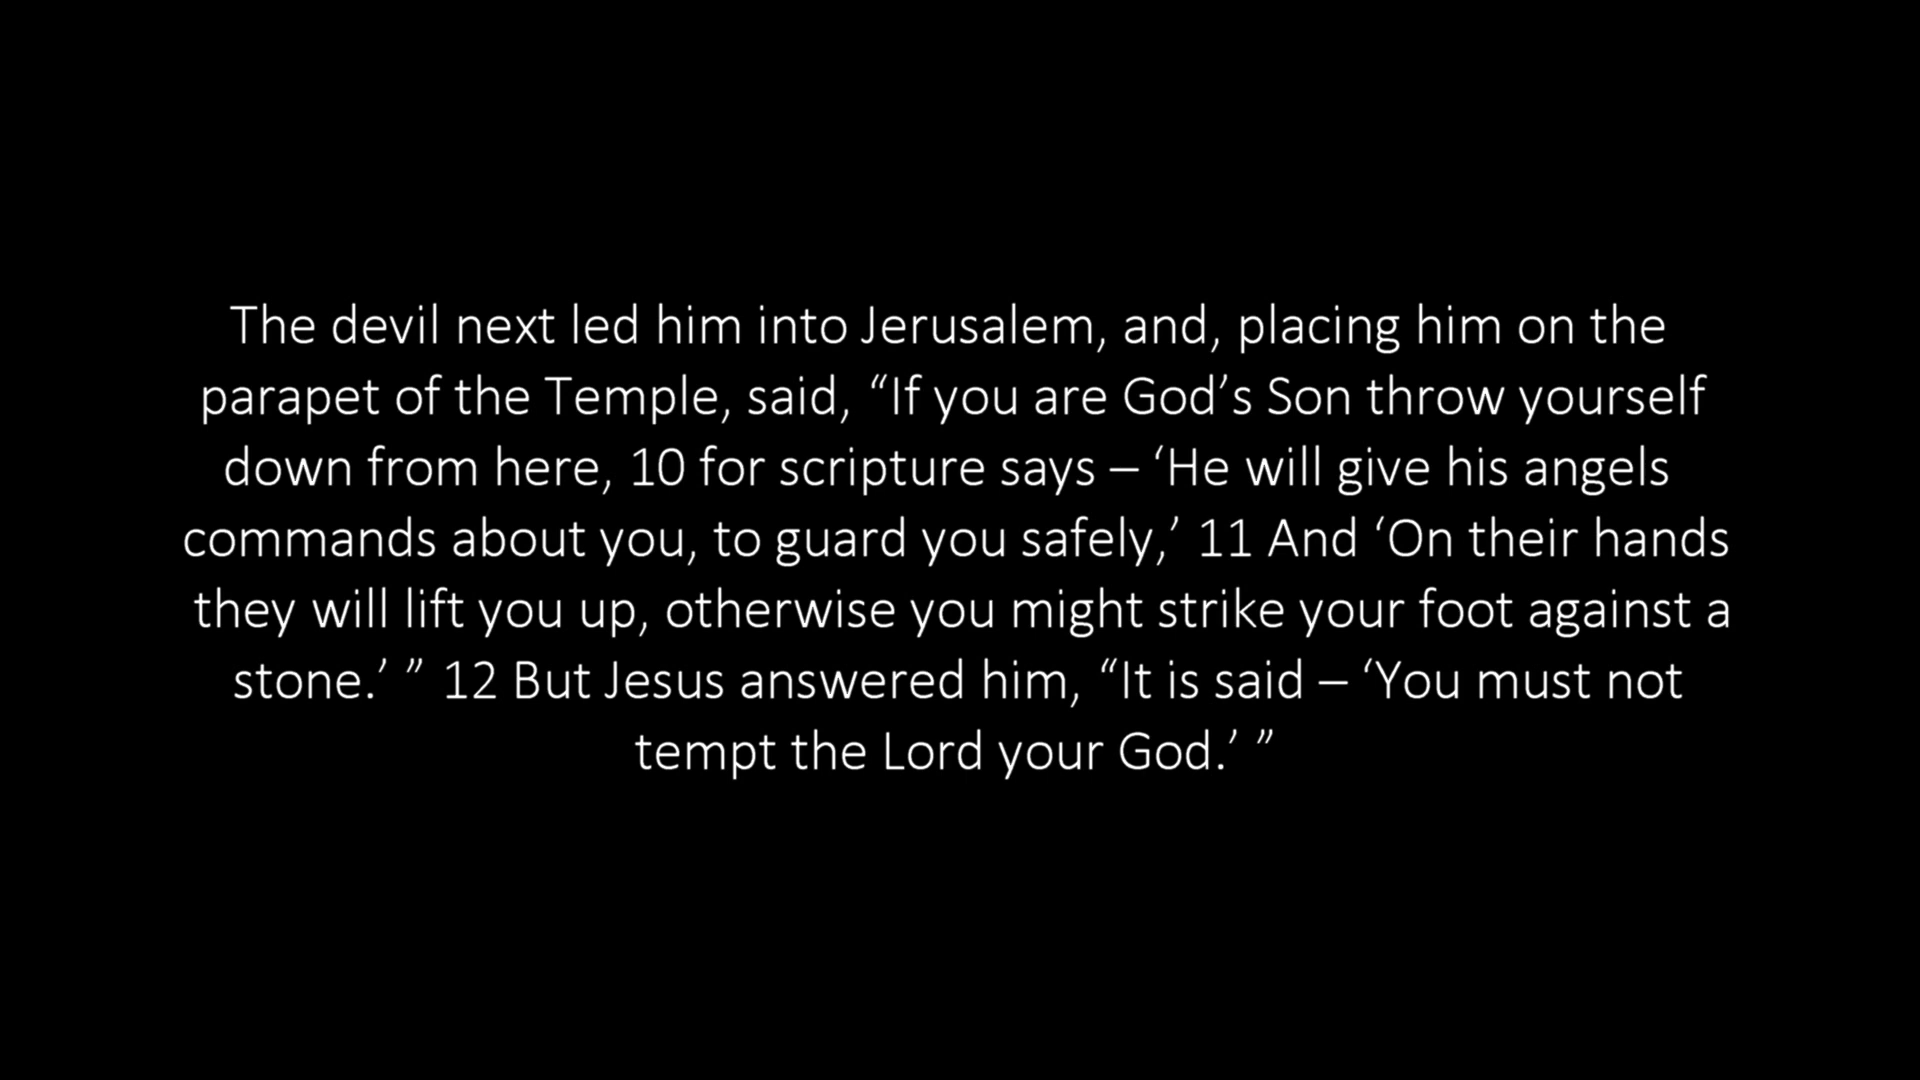 The devil next led him into Jerusalem, and, placing him on the
parapet of the Temple, said, “If you are God’s Son throw yourself
down from here, 10 for scripture says – ‘He will give his angels
commands about you, to guard you safely,’ 11 And ‘On their hands
they will lift you up, otherwise you might strike your foot against a
stone.’ ” 12 But Jesus answered him, “It is said – ‘You must not
tempt the Lord your God.’ ”